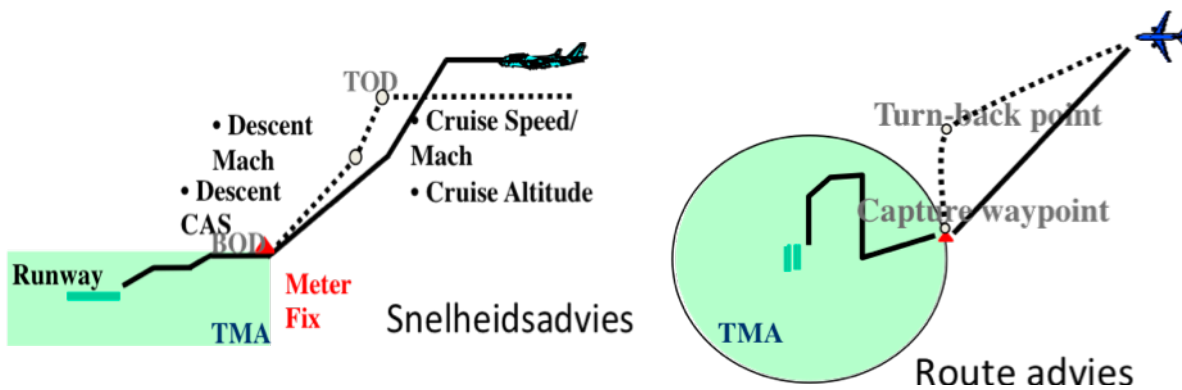 TOD
• Descent
Mach
• Descent
CAS
BOD
• Cruise Speed/
Mach
• Cruise Altitude
Runway
TMA
Meter
Fix
Snelheidsadvies
Turn-back point
Capture waypoint
TMA
Route advies